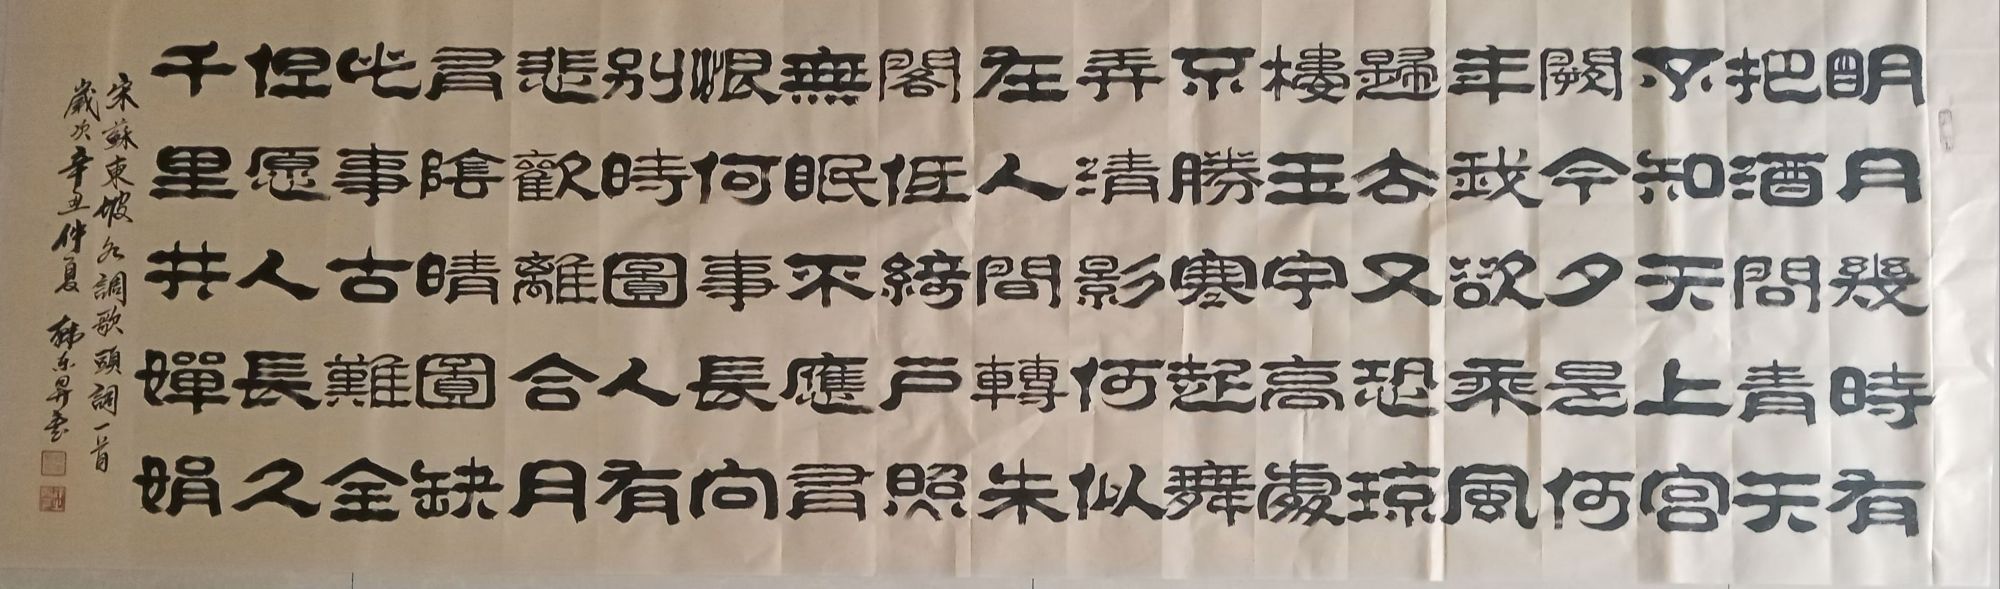 明月幾時有
把酒問青天
不知天上宮
闕今夕是何
年我欲乘風
歸去又恐琼
樓玉宇高處
不勝寒起舞
弄清影何似
在人間轉朱
閣低綺户照
無眠不應有
恨何事長向
别時圓人有
悲歡離合月
有陰晴圓缺
此事古難全
但愿人長久
千里共嬋娟
宋蘇東坡水調歌頭詞一首
歲次辛丑仲夏 韩